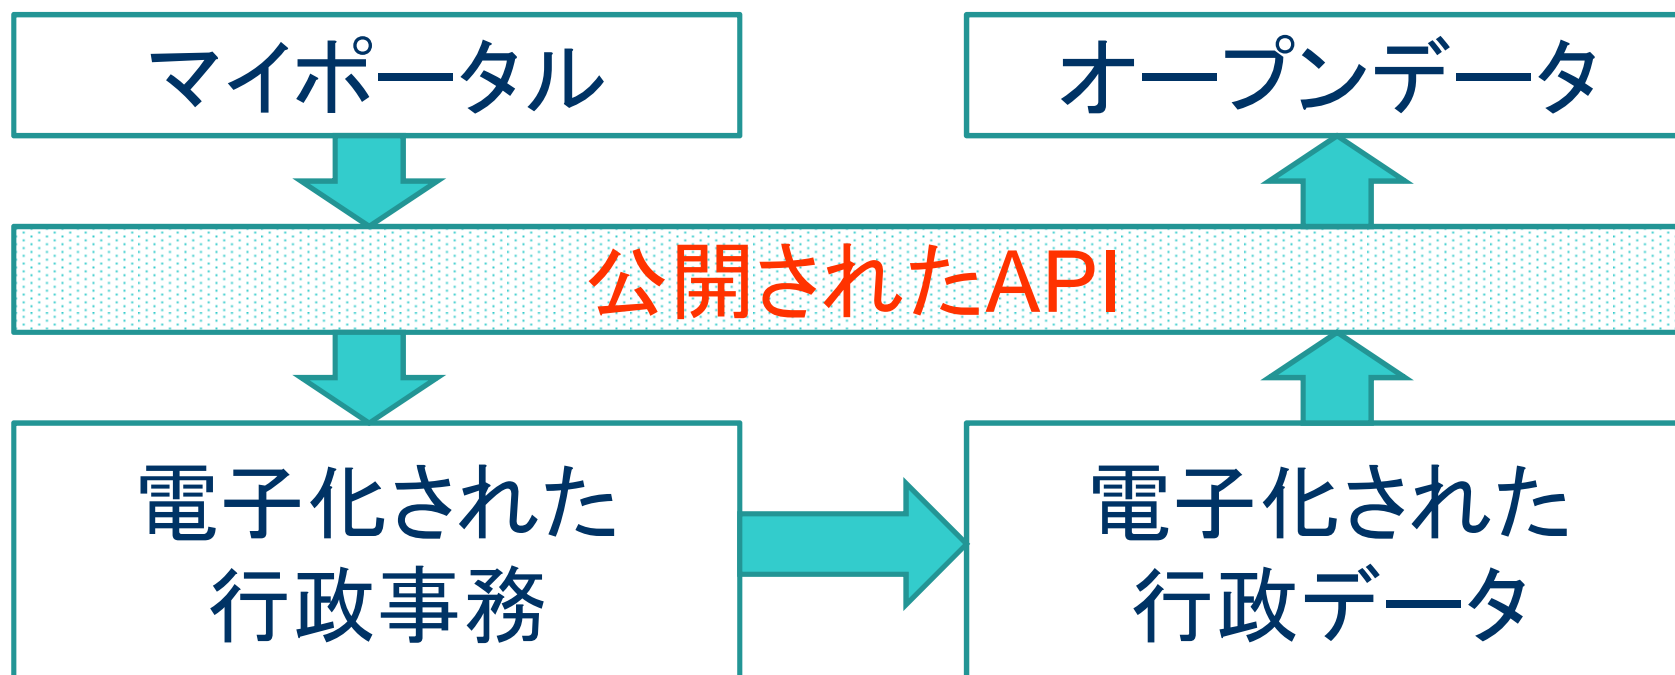 マイポータル
オープンデータ
公開されたAPI
電子化された
行政事務
電子化された
行政データ